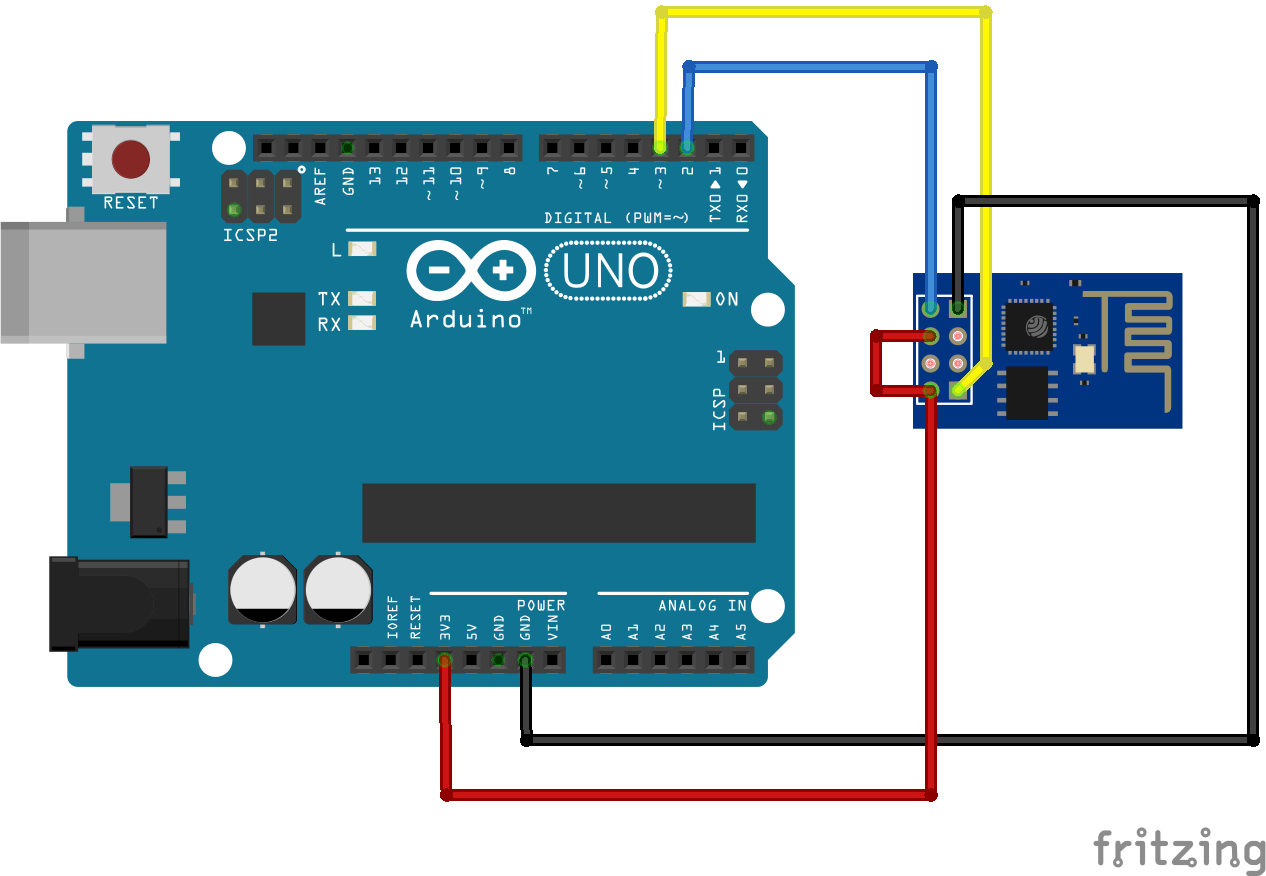 RESET
ICSP2
AREF
GND
13
12
~11
~10
~9
8
7
~6
~5
4
~3
2
TX0▶1
RX0◀0
DIGITAL (PWM=~)
L
TX
RX
UNO
Arduino™
ON
1
ICSP
IOREF
RESET
3V3
5V
GND
GND
VIN
POWER
ANALOG IN
A0
A1
A2
A3
A4
A5
fritzing